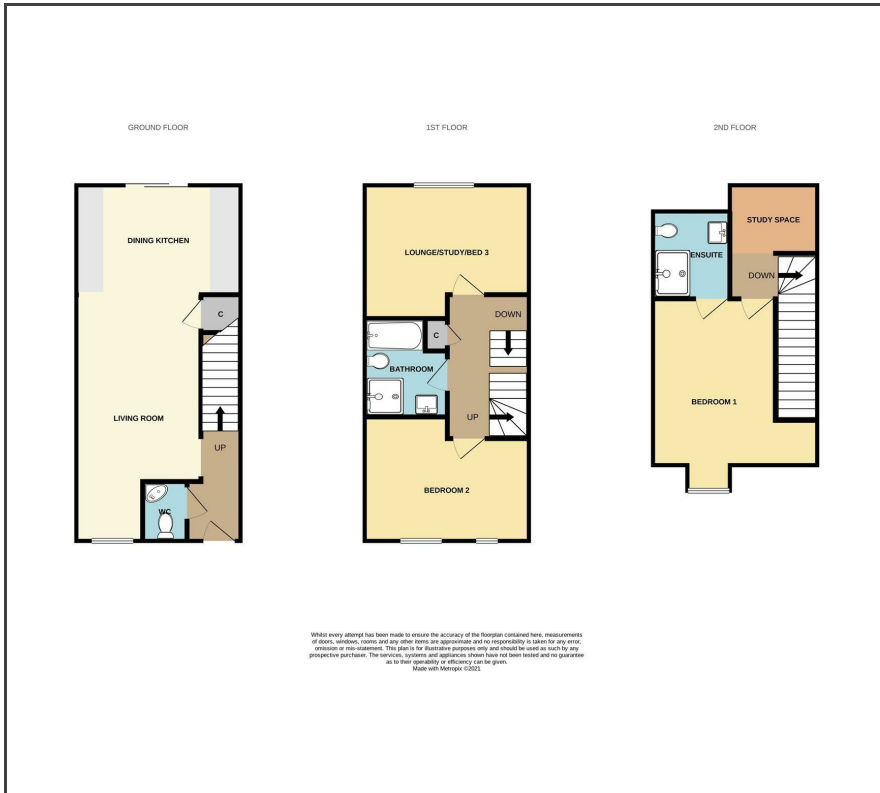 GROUND FLOOR
DINING KITCHEN
C
LIVING ROOM
UP
WC
1ST FLOOR
LOUNGE/STUDY/BED 3
DOWN
C
BATHROOM
UP
BEDROOM 2
2ND FLOOR
STUDY SPACE
ENSUITE
DOWN
BEDROOM 1
Whilst every attempt has been made to ensure the accuracy of the floorplan contained here, measurements
of doors, windows, rooms and any other items are approximate and no responsibility is taken for any error,
omission or mis-statement. This plan is for illustrative purposes only and should be used as such by any
prospective purchaser. The services, systems and appliances shown have not been tested and no guarantee
as to their operability or efficiency can be given.
Made with Metropix ©2021